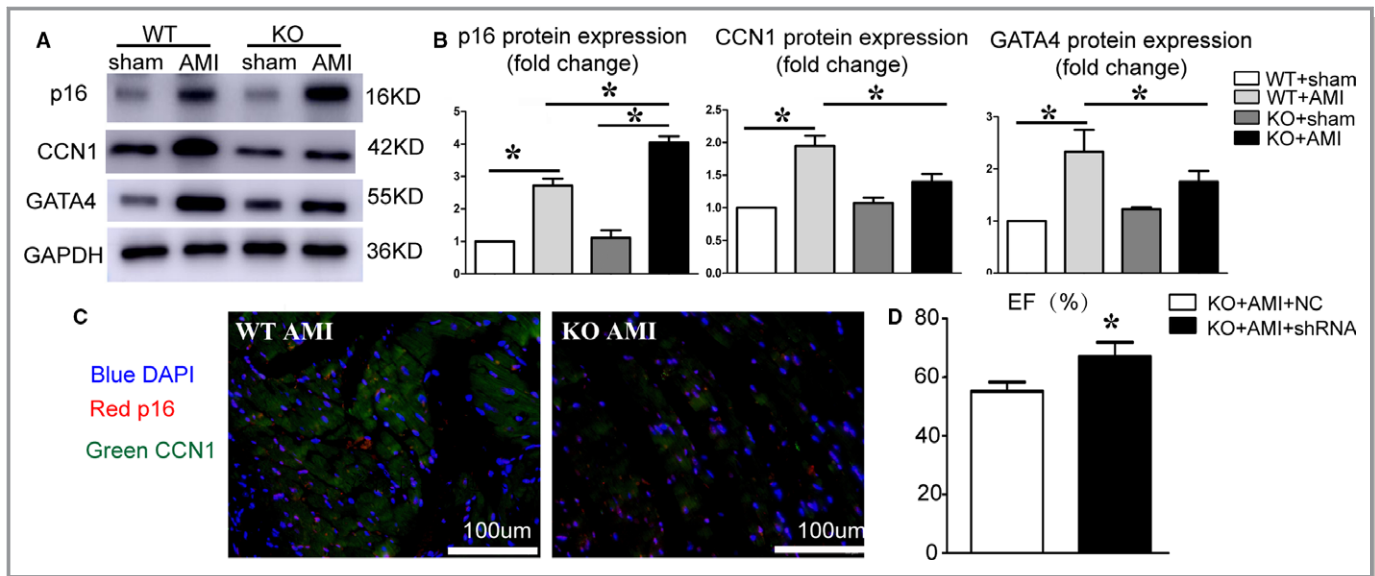 A
WT
KO
sham
AMI
sham
AMI
p16
16KD
CCN1
42KD
GATA4
55KD
GAPDH
36KD
B
p16 protein expression
(fold change)
*
*
*
5
4
3
2
1
0
CCN1 protein expression
(fold change)
*
*
2.5
2.0
1.5
1.0
0.5
0.0
GATA4 protein expression
(fold change)
*
*
3
2
1
0
WT+sham
WT+AMI
KO+sham
KO+AMI
C
Blue DAPI
Red p16
Green CCN1
WT AMI
100um
KO AMI
100um
D
EF (%)
*
80
60
40
20
0
KO+AMI+NC
KO+AMI+shRNA